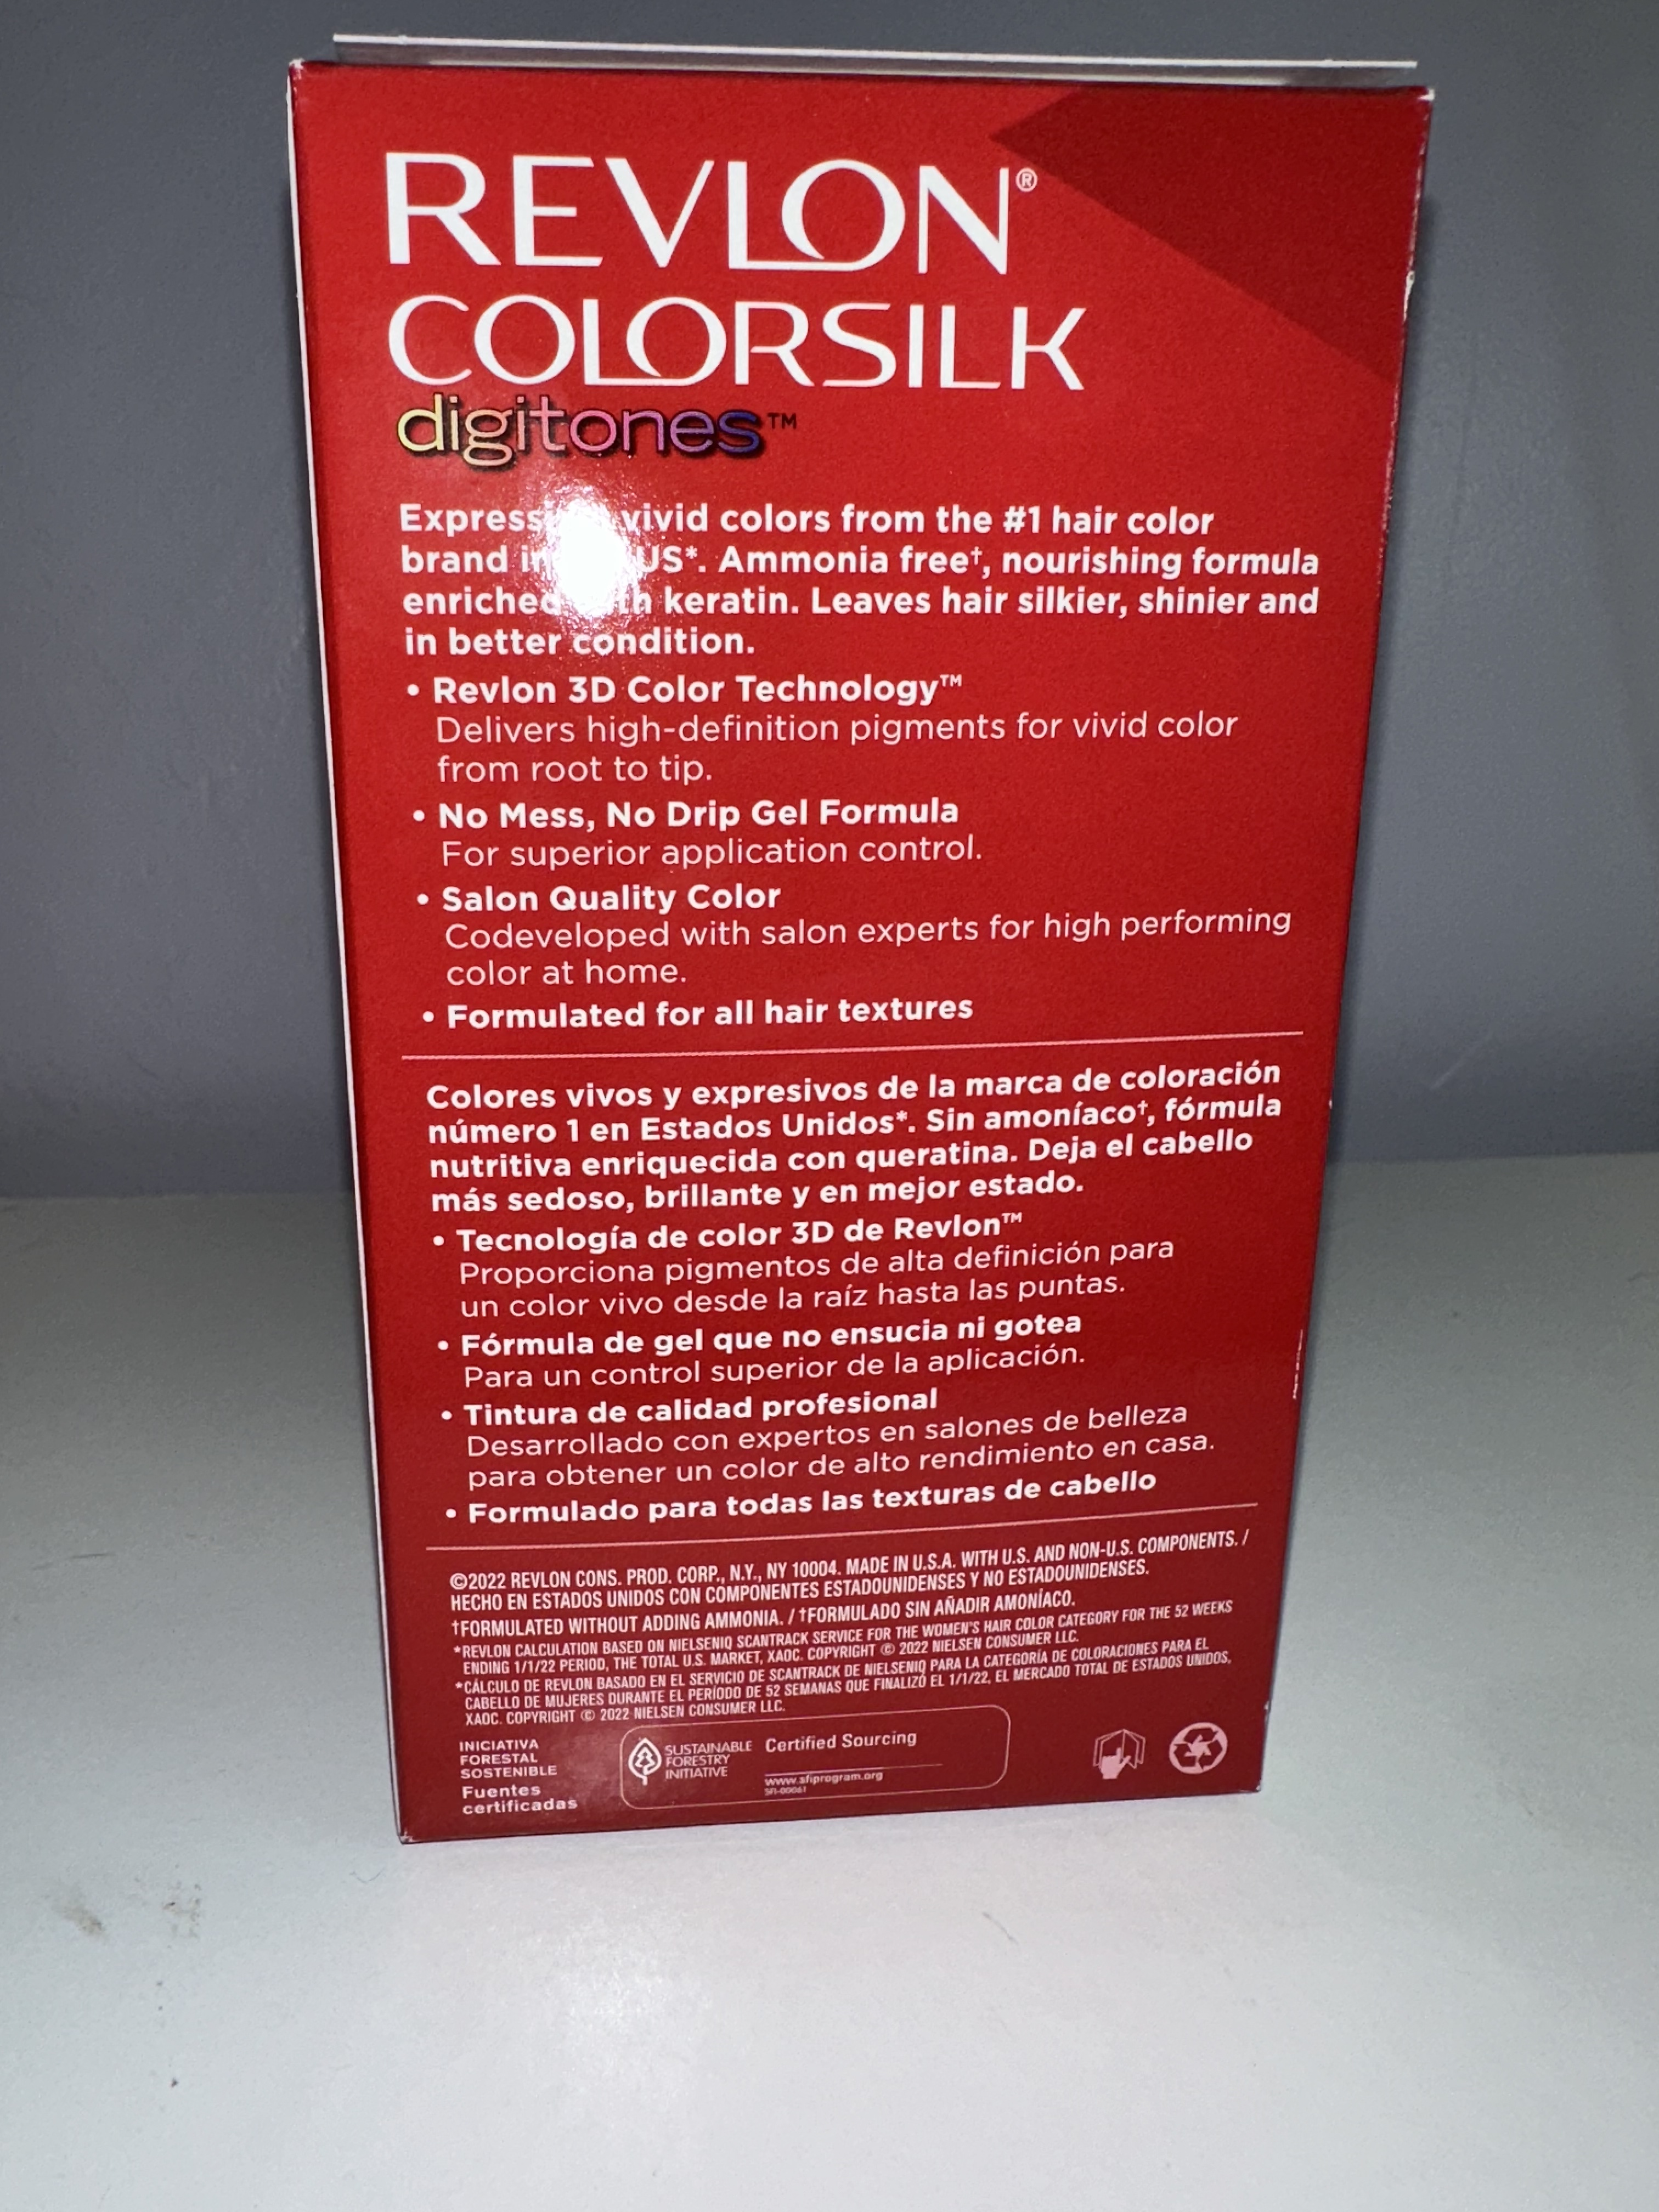 REVLON®
COLORSILK
digitones™
Express vivid colors from the #1 hair color
brand in US*. Ammonia free†, nourishing formula
enriched keratin. Leaves hair silkier, shinier and
in better condition.
• Revlon 3D Color Technology™
Delivers high-definition pigments for vivid color
from root to tip.
• No Mess, No Drip Gel Formula
For superior application control.
• Salon Quality Color
Codeveloped with salon experts for high performing
color at home.
• Formulated for all hair textures
Colores vivos y expresivos de la marca de coloración
número 1 en Estados Unidos*. Sin amoníaco†, fórmula
nutritiva enriquecida con queratina. Deja el cabello
más sedoso, brillante y en mejor estado.
• Tecnología de color 3D de Revlon™
Proporciona pigmentos de alta definición para
un color vivo desde la raíz hasta las puntas.
• Fórmula de gel que no ensucia ni gotea
Para un control superior de la aplicación.
• Tintura de calidad profesional
Desarrollado con expertos en salones de belleza
para obtener un color de alto rendimiento en casa.
• Formulado para todas las texturas de cabello
©2022 REVLON CONS. PROD. CORP., N.Y., NY 10004. MADE IN U.S.A. WITH U.S. AND NON-U.S. COMPONENTS. /
HECHO EN ESTADOS UNIDOS CON COMPONENTES ESTADOUNIDENSES Y NO ESTADOUNIDENSES.
†FORMULATED WITHOUT ADDING AMMONIA. / †FORMULADO SIN AÑADIR AMONÍACO.
*REVLON CALCULATION BASED ON NIELSENIQ SCANTRACK SERVICE FOR THE WOMEN'S HAIR COLOR CATEGORY FOR THE 52 WEEKS
ENDING 1/1/22 PERIOD, THE TOTAL U.S. MARKET, XAOC. COPYRIGHT © 2022 NIELSEN CONSUMER LLC.
*CÁLCULO DE REVLON BASADO EN EL SERVICIO DE SCANTRACK DE NIELSENIQ PARA LA CATEGORÍA DE COLORACIONES PARA EL
CABELLO DE MUJERES DURANTE EL PERÍODO DE 52 SEMANAS QUE FINALIZÓ EL 1/1/22, EL MERCADO TOTAL DE ESTADOS UNIDOS,
XAOC. COPYRIGHT © 2022 NIELSEN CONSUMER LLC.
INICIATIVA
FORESTAL
SOSTENIBLE
Fuentes
certificadas
SUSTAINABLE
FORESTRY
INITIATIVE
Certified Sourcing
www.sfiprogram.org
SFI-00061